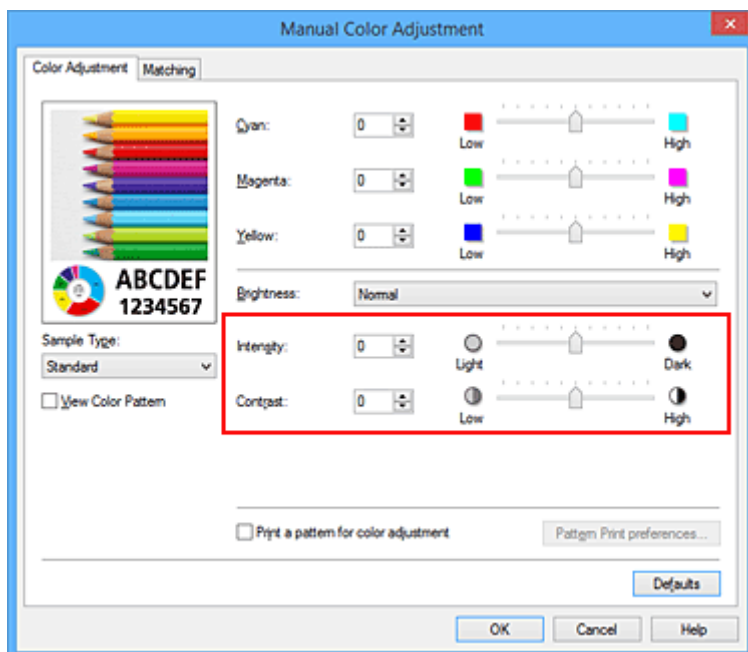 Manual Color Adjustment
Color Adjustment Matching
ABCDEF
1234567
Sample Type:
Standard
View Color Pattern
Cyan: 0 Low High
Magenta: 0 Low High
Yellow: 0 Low High
Brightness: Normal
Intensity: 0 Light Dark
Contrast: 0 Low High
Print a pattern for color adjustment Pattern Print preferences...
Defaults
OK Cancel Help